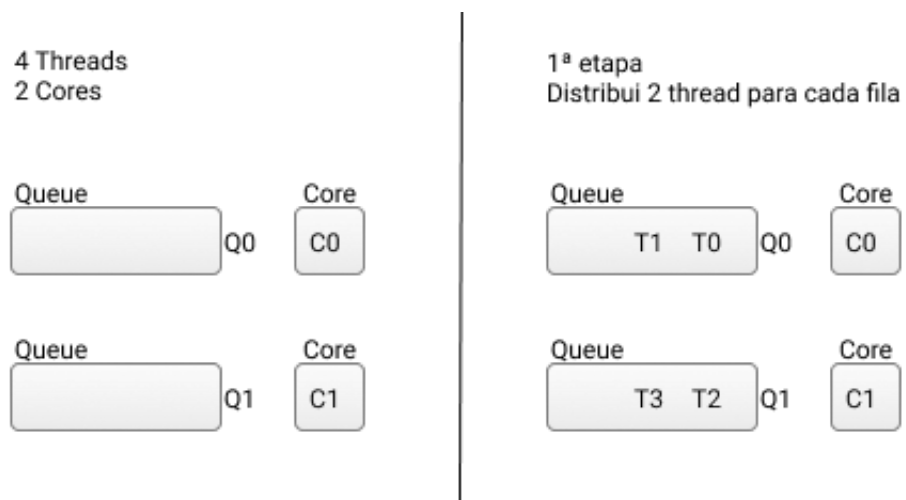 4 Threads
2 Cores
Queue Core
Q0 C0
Queue Core
Q1 C1
1ª etapa
Distribui 2 thread para cada fila
Queue Core
T1 T0 Q0 C0
Queue Core
T3 T2 Q1 C1